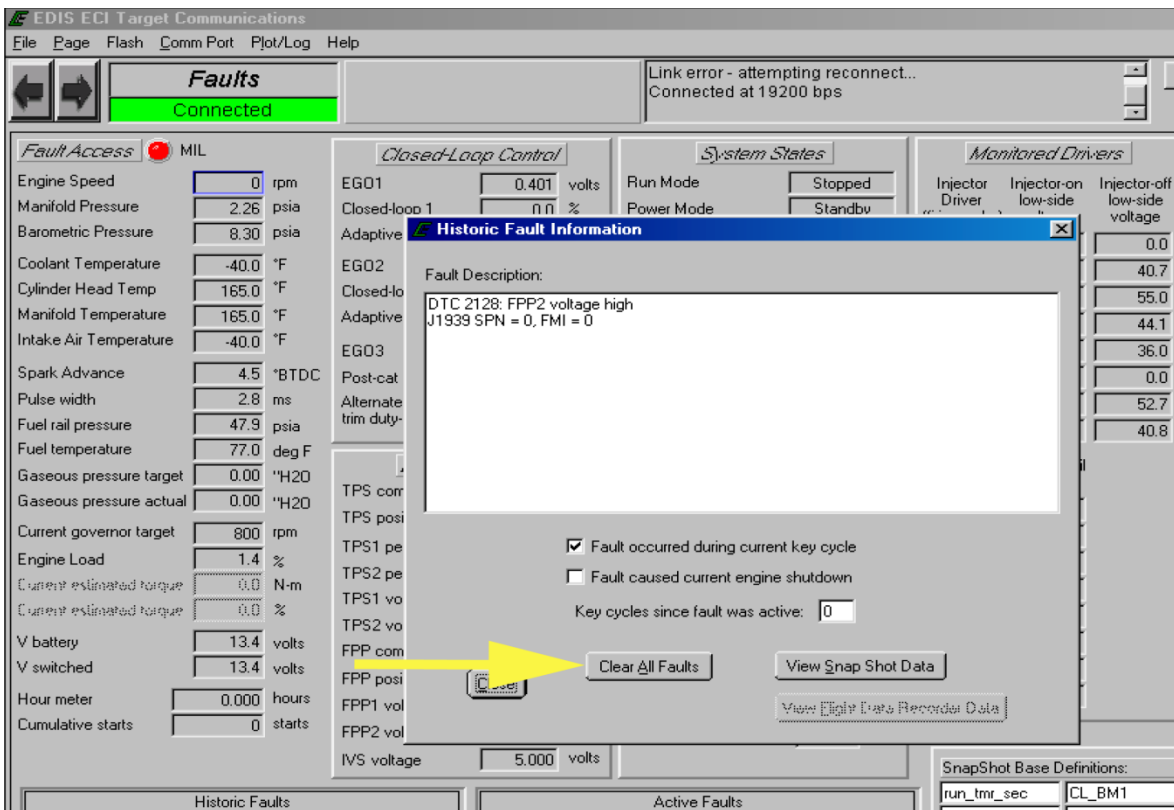 EDIS ECI Target Communications
File Page Flash Comm Port Plot/Log Help
Faults
Connected
Link error - attempting reconnect...
Connected at 19200 bps
Fault Access MIL
Engine Speed 0 rpm
Manifold Pressure 2.26 psia
Barometric Pressure 8.30 psia
Coolant Temperature -40.0 °F
Cylinder Head Temp 165.0 °F
Manifold Temperature 165.0 °F
Intake Air Temperature -40.0 °F
Spark Advance 4.5 °BTDC
Pulse width 2.8 ms
Fuel rail pressure 47.9 psia
Fuel temperature 77.0 deg F
Gaseous pressure target 0.00 "H2O
Gaseous pressure actual 0.00 "H2O
Current governor target 800 rpm
Engine Load 1.4 %
Current estimated torque 0.0 N-m
Current estimated torque 0.0 %
V battery 13.4 volts
V switched 13.4 volts
Hour meter 0.000 hours
Cumulative starts 0 starts
Closed-Loop Control
EGO1 0.401 volts
Closed-loop 1 0.0 %
Adaptive
EGO2
Closed-lo
Adaptive
EGO3
Post-cat
Alternate
trim duty-
TPS com
TPS posi
TPS1 pe
TPS2 pe
TPS1 vo
TPS2 vo
FPP com
FPP posi
FPP1 vol
FPP2 vol
IVS voltage 5.000 volts
System States
Run Mode Stopped
Power Mode Standby
Monitored Drivers
Injector Driver
Injector-on low-side
Injector-off low-side voltage
0.0
40.7
55.0
44.1
36.0
0.0
52.7
40.8
Historic Fault Information
Fault Description:
DTC 2128: FPP2 voltage high
J1939 SPN = 0, FMI = 0
Fault occurred during current key cycle
Fault caused current engine shutdown
Key cycles since fault was active: 0
Clear All Faults
View Snap Shot Data
Close
View Flight Data Recorder Data
Historic Faults
Active Faults
SnapShot Base Definitions:
run_tmr_sec CL_BM1